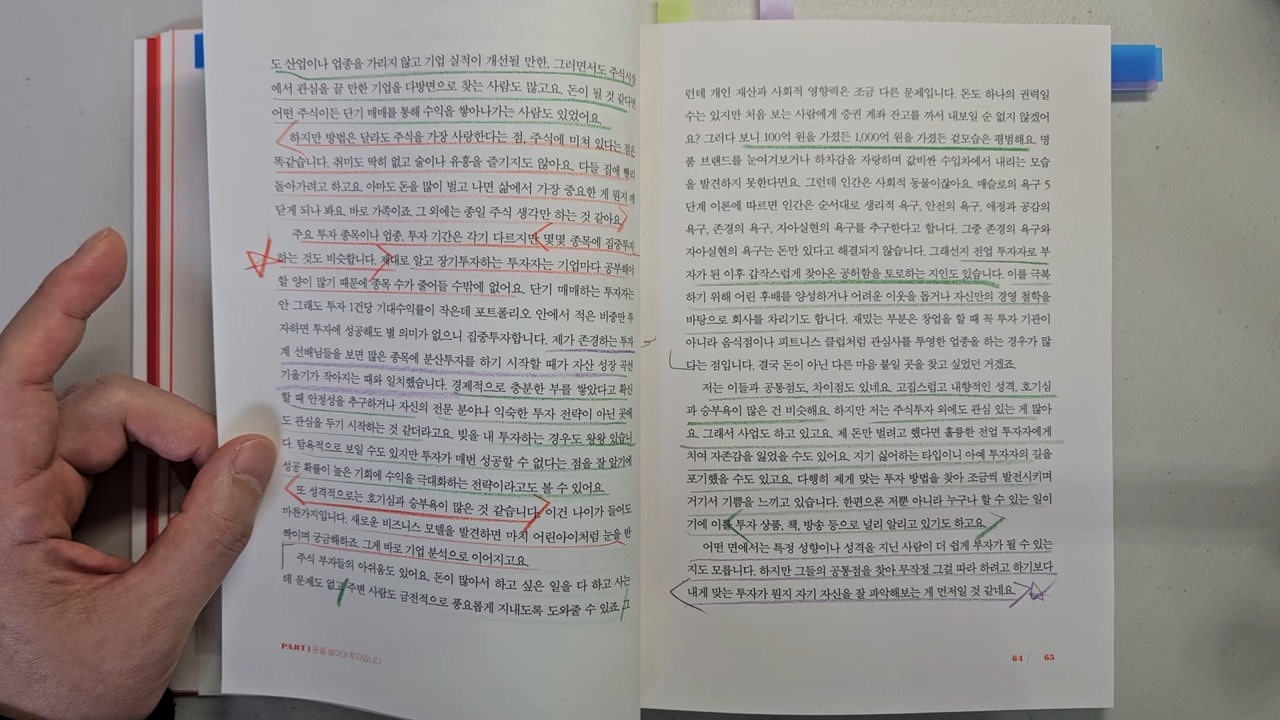 도 산업이나 업종을 가리지 않고 기업 실적이 개선될 만한, 그러면서도 주식시장
에서 관심을 끌 만한 기업을 다방면으로 찾는 사람도 많고요. 돈이 될 것 같다면
어떤 주식이든 단기 매매를 통해 수익을 쌓아나가는 사람도 있었어요.
하지만 방법은 달라도 주식을 가장 사랑한다는 점, 주식에 미쳐 있다는 점은
똑같습니다. 취미도 딱히 없고 술이나 유흥을 즐기지도 않아요. 다들 집에 빨리
돌아가려고 하고요. 아마도 돈을 많이 벌고 나면 삶에서 가장 중요한 게 뭔지 깨
닫게 되나 봐요. 바로 가족이죠. 그 외에는 종일 주식 생각만 하는 것 같아요.
주요 투자 종목이나 업종, 투자 기간은 각기 다르지만 몇몇 종목에 집중투자
하는 것도 비슷합니다. 제대로 알고 장기투자하는 투자자는 기업마다 공부해야
할 양이 많기 때문에 종목 수가 줄어들 수밖에 없어요. 단기 매매하는 투자자는
안 그래도 투자 1건당 기대수익률이 작은데 포트폴리오 안에서 적은 비중만 투
자하면 투자에 성공해도 별 의미가 없으니 집중투자합니다. 제가 존경하는 투자
계 선배님들을 보면 많은 종목에 분산투자를 하기 시작할 때가 자산 성장 곡선
기울기가 작아지는 때와 일치했습니다. 경제적으로 충분한 부를 쌓았다고 확신
할 때 안정성을 추구하거나 자신의 전문 분야나 익숙한 투자 전략이 아닌 곳에
도 관심을 두기 시작하는 것 같더라고요. 빚을 내 투자하는 경우도 왕왕 있습니
다. 탐욕적으로 보일 수도 있지만 투자가 매번 성공할 수 없다는 점을 잘 알기에
성공 확률이 높은 기회에 수익을 극대화하는 전략이라고도 볼 수 있어요.
또 성격적으로는 호기심과 승부욕이 많은 것 같습니다. 이건 나이가 들어도
마찬가지입니다. 새로운 비즈니스 모델을 발견하면 마치 어린아이처럼 눈을 반
짝이며 궁금해하죠. 그게 바로 기업 분석으로 이어지고요.
주식 부자들의 아쉬움도 있어요. 돈이 많아서 하고 싶은 일을 다 하고 사는
데 문제도 없고 주변 사람도 금전적으로 풍요롭게 지내도록 도와줄 수 있죠. 그
PART 1 돈을 벌어야 투자입니다
런데 개인 재산과 사회적 영향력은 조금 다른 문제입니다. 돈도 하나의 권력일
수는 있지만 처음 보는 사람에게 증권 계좌 잔고를 까서 내보일 순 없지 않겠어
요? 그러다 보니 100억 원을 가졌든 1,000억 원을 가졌든 겉모습은 평범해요. 명
품 브랜드를 눈여겨보거나 하차감을 자랑하며 값비싼 수입차에서 내리는 모습
을 발견하지 못한다면요. 그런데 인간은 사회적 동물이잖아요. 매슬로의 욕구 5
단계 이론에 따르면 인간은 순서대로 생리적 욕구, 안전의 욕구, 애정과 공감의
욕구, 존경의 욕구, 자아실현의 욕구를 추구한다고 합니다. 그중 존경의 욕구와
자아실현의 욕구는 돈만 있다고 해결되지 않습니다. 그래선지 전업 투자자로 부
자가 된 이후 갑작스럽게 찾아온 공허함을 토로하는 지인도 있습니다. 이를 극복
하기 위해 어린 후배를 양성하거나 어려운 이웃을 돕거나 자신만의 경영 철학을
바탕으로 회사를 차리기도 합니다. 재밌는 부분은 창업을 할 때 꼭 투자 기관이
아니라 음식점이나 피트니스 클럽처럼 관심사를 투영한 업종을 하는 경우가 많
다는 점입니다. 결국 돈이 아닌 다른 마음 붙일 곳을 찾고 싶었던 거겠죠.
저는 이들과 공통점도, 차이점도 있네요. 고집스럽고 내향적인 성격, 호기심
과 승부욕이 많은 건 비슷해요. 하지만 저는 주식투자 외에도 관심 있는 게 많아
요. 그래서 사업도 하고 있고요. 제 돈만 벌려고 했다면 훌륭한 전업 투자자에게
치여 자존감을 잃었을 수도 있어요. 지기 싫어하는 타입이니 아예 투자자의 길을
포기했을 수도 있고요. 다행히 제게 맞는 투자 방법을 찾아 조금씩 발전시키며
거기서 기쁨을 느끼고 있습니다. 한편으론 저뿐 아니라 누구나 할 수 있는 일이
기에 이를 투자 상품, 책, 방송 등으로 널리 알리고 있기도 하고요.
어떤 면에서는 특정 성향이나 성격을 지닌 사람이 더 쉽게 부자가 될 수 있는
지도 모릅니다. 하지만 그들의 공통점을 찾아 무작정 그걸 따라 하려고 하기보다
내게 맞는 투자가 뭔지 자기 자신을 잘 파악해보는 게 먼저일 것 같네요.
64 / 65